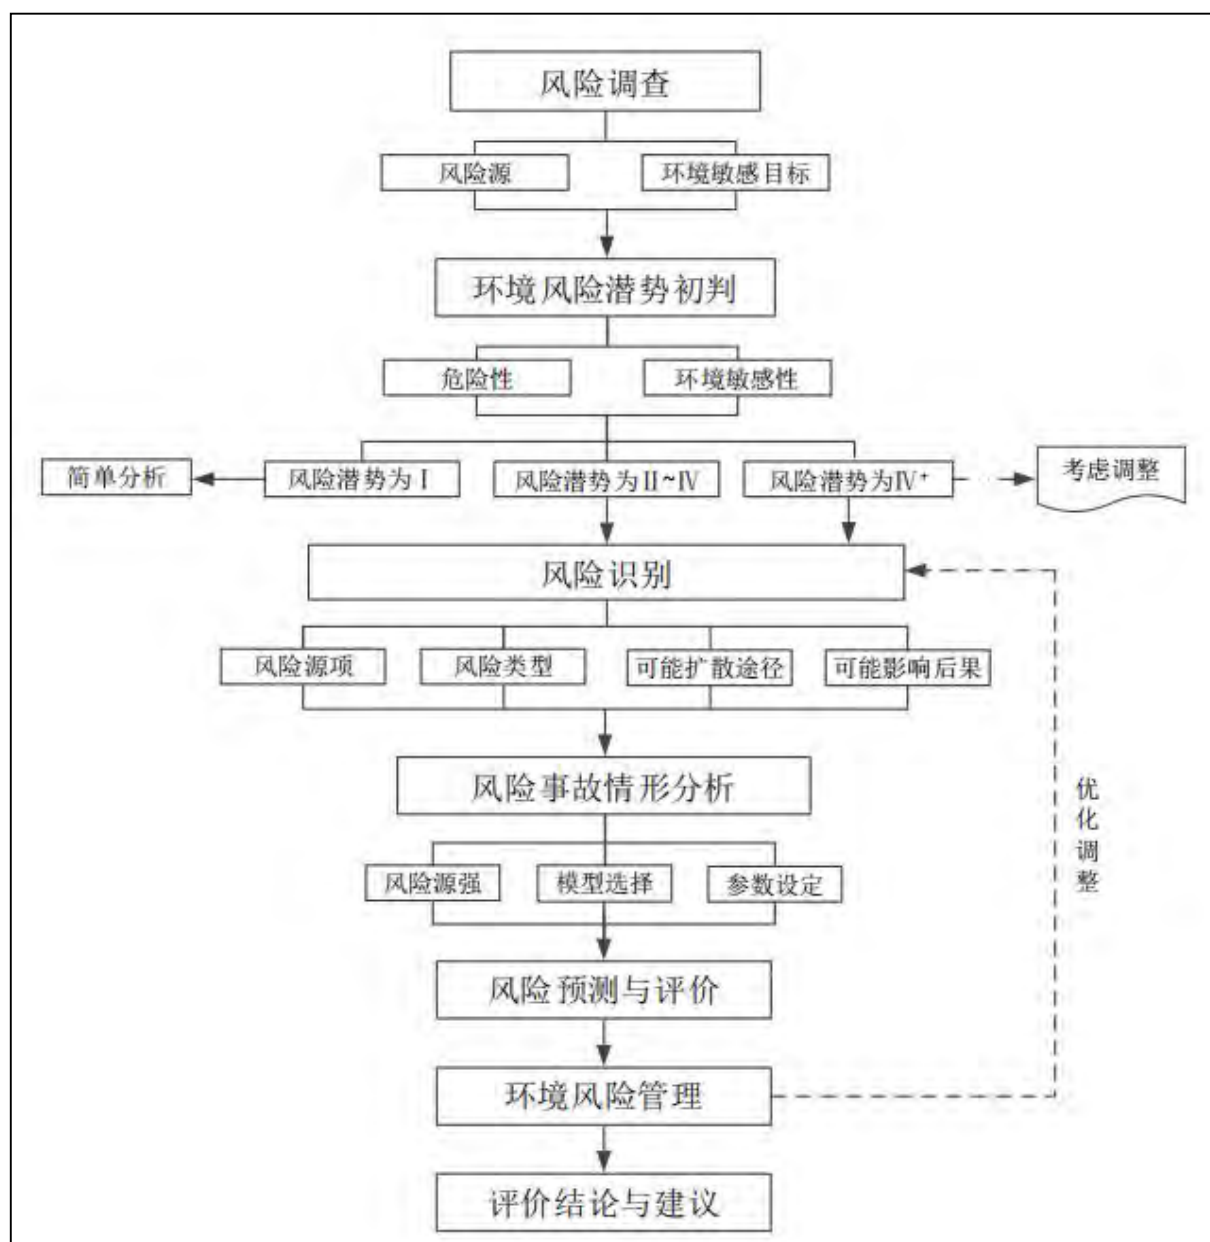 风险调查
风险源
环境敏感目标
环境风险潜势初判
危险性
环境敏感性
简单分析
风险潜势为Ⅰ
风险潜势为Ⅱ~Ⅳ
风险潜势为Ⅳ⁺
考虑调整
风险识别
风险源项
风险类型
可能扩散途径
可能影响后果
风险事故情形分析
风险源强
模型选择
参数设定
优化调整
风险预测与评价
环境风险管理
评价结论与建议